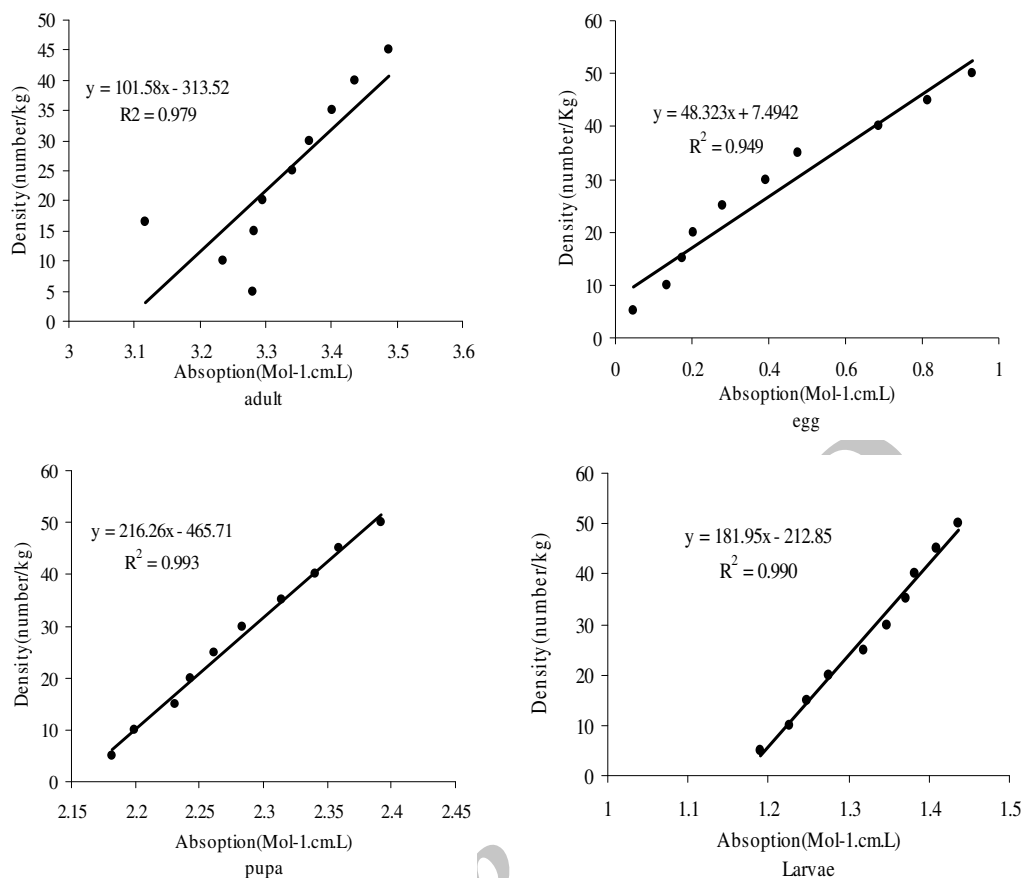 50
45
40
35
30
25
20
15
10
5
0
Density(number/kg)
y = 101.58x - 313.52
R2 = 0.979
3 3.1 3.2 3.3 3.4 3.5 3.6
Absoption(Mol-1.cm.L)
adult
60
50
40
30
20
10
0
Density(number/Kg)
y = 48.323x + 7.4942
R² = 0.949
0 0.2 0.4 0.6 0.8 1
Absoption(Mol-1.cm.L)
egg
60
50
40
30
20
10
0
Density(number/kg)
y = 216.26x - 465.71
R² = 0.993
2.15 2.2 2.25 2.3 2.35 2.4 2.45
Absoption(Mol-1.cm.L)
pupa
60
50
40
30
20
10
0
Density(number/kg)
y = 181.95x - 212.85
R² = 0.990
1 1.1 1.2 1.3 1.4 1.5
Absoption(Mol-1.cm.L)
Larvae